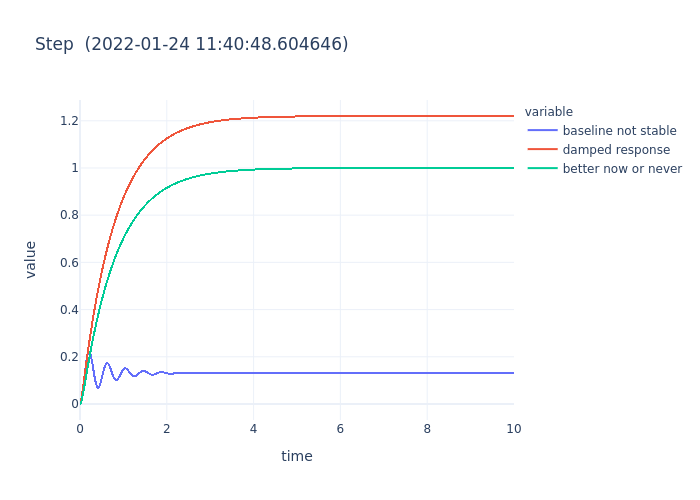 Step (2022-01-24 11:40:48.604646)
variable
baseline not stable
damped response
better now or never
value
1.2
1
0.8
0.6
0.4
0.2
0
0 2 4 6 8 10
time